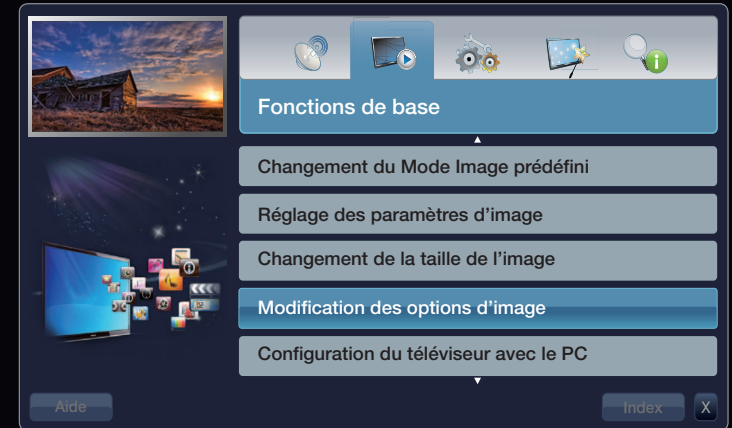 Fonctions de base
Changement du Mode Image prédéfini
Réglage des paramètres d'image
Changement de la taille de l'image
Modification des options d'image
Configuration du téléviseur avec le PC
Aide
Index
X